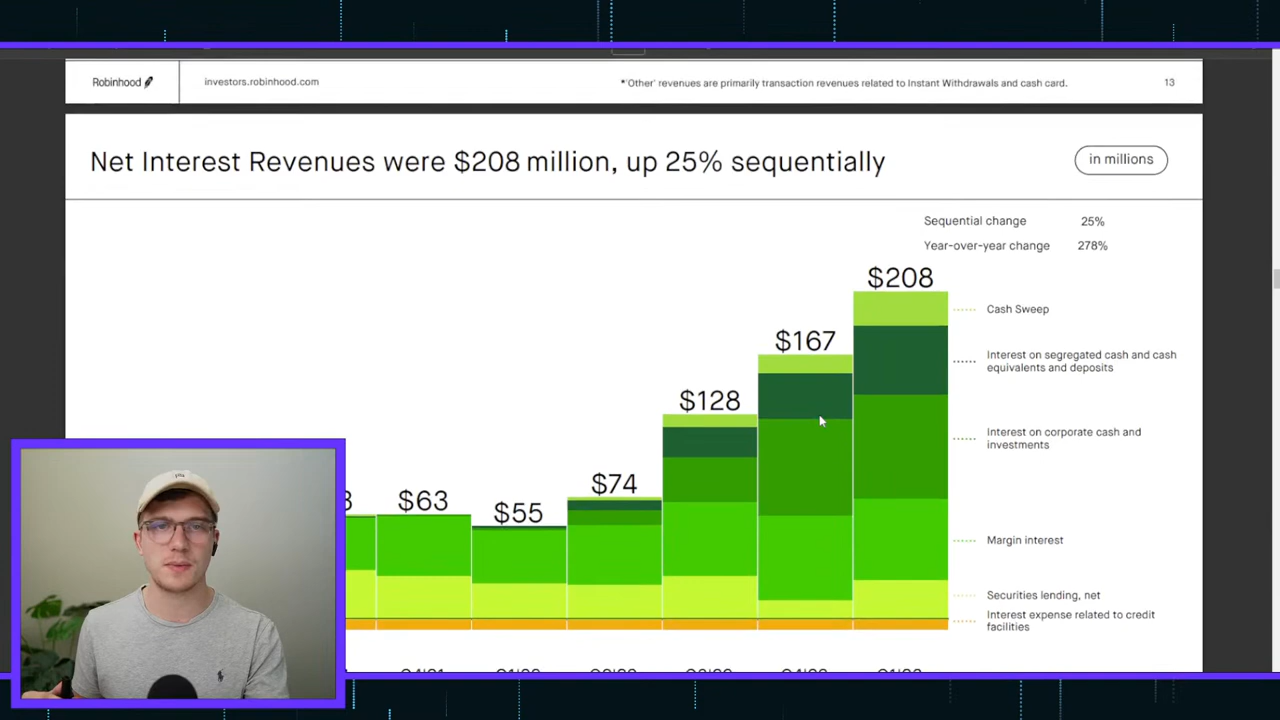 Robinhood
investors.robinhood.com
*'Other' revenues are primarily transaction revenues related to Instant Withdrawals and cash card.
13
Net Interest Revenues were $208 million, up 25% sequentially
in millions
Sequential change 25%
Year-over-year change 278%
$208
$167
$128
$74
$55
$63
3
Cash Sweep
Interest on segregated cash and cash
equivalents and deposits
Interest on corporate cash and
investments
Margin interest
Securities lending, net
Interest expense related to credit
facilities